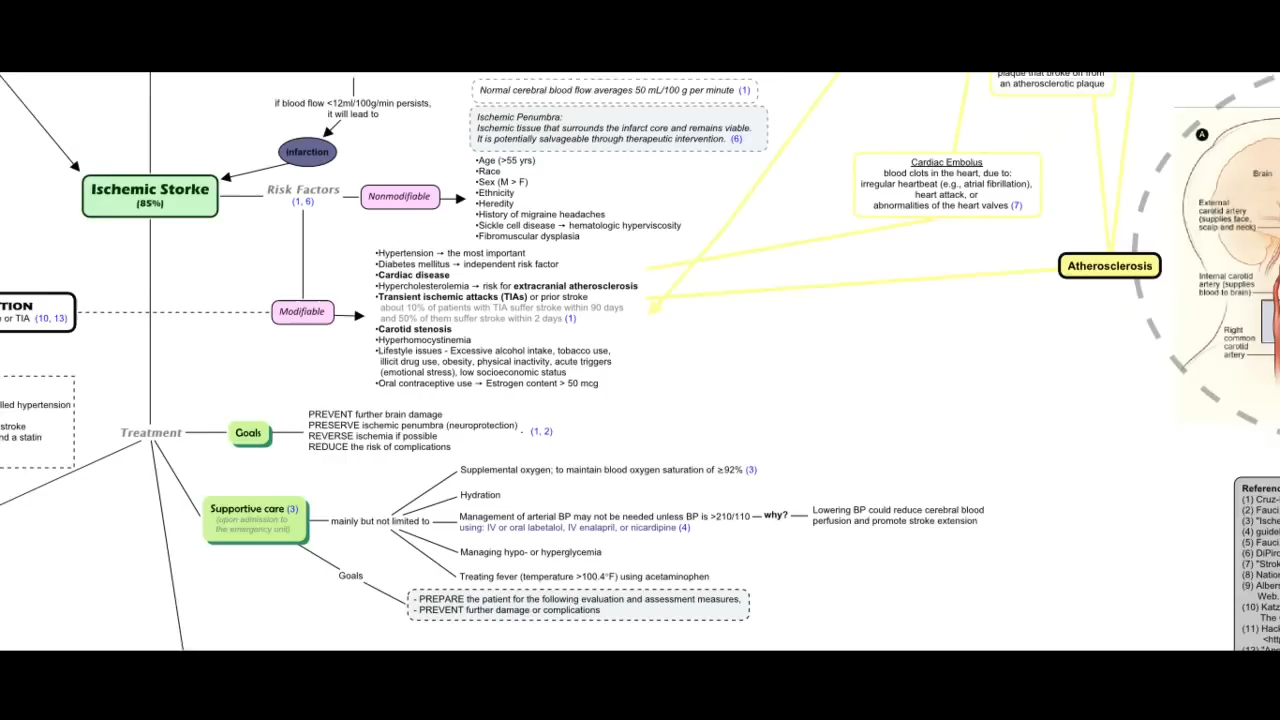 plaque that broke off from
an atherosclerotic plaque
Normal cerebral blood flow averages 50 mL/100 g per minute (1)
if blood flow <12ml/100g/min persists,
it will lead to
Ischemic Penumbra:
Ischemic tissue that surrounds the infarct core and remains viable.
It is potentially salvageable through therapeutic intervention. (6)
infarction
Ischemic Storke
(85%)
Risk Factors
(1, 6)
Nonmodifiable
•Age (>55 yrs)
•Race
•Sex (M > F)
•Ethnicity
•Heredity
•History of migraine headaches
•Sickle cell disease → hematologic hyperviscosity
•Fibromuscular dysplasia
Cardiac Embolus
blood clots in the heart, due to:
irregular heartbeat (e.g., atrial fibrillation),
heart attack, or
abnormalities of the heart valves (7)
Atherosclerosis
A
Brain
External
carotid artery
(supplies face,
scalp and neck)
Internal carotid
artery (supplies
blood to brain)
Right
common
carotid
artery
TION
e or TIA (10, 13)
Modifiable
•Hypertension → the most important
•Diabetes mellitus → independent risk factor
•Cardiac disease
•Hypercholesterolemia → risk for extracranial atherosclerosis
•Transient ischemic attacks (TIAs) or prior stroke
about 10% of patients with TIA suffer stroke within 90 days
and 50% of them suffer stroke within 2 days (1)
•Carotid stenosis
•Hyperhomocystinemia
•Lifestyle issues - Excessive alcohol intake, tobacco use,
illicit drug use, obesity, physical inactivity, acute triggers
(emotional stress), low socioeconomic status
•Oral contraceptive use → Estrogen content > 50 mcg
lled hypertension
stroke
nd a statin
Treatment
Goals
PREVENT further brain damage
PRESERVE ischemic penumbra (neuroprotection)
REVERSE ischemia if possible
REDUCE the risk of complications
. (1, 2)
Supportive care (3)
(upon admission to
the emergency unit)
mainly but not limited to
Supplemental oxygen; to maintain blood oxygen saturation of ≥92% (3)
Hydration
Management of arterial BP may not be needed unless BP is >210/110
using: IV or oral labetalol, IV enalapril, or nicardipine (4)
why?
Lowering BP could reduce cerebral blood
perfusion and promote stroke extension
Managing hypo- or hyperglycemia
Treating fever (temperature >100.4°F) using acetaminophen
Goals
- PREPARE the patient for the following evaluation and assessment measures,
- PREVENT further damage or complications
Referenc
(1) Cruz-
(2) Fauci
(3) "Ische
(4) guidel
(5) Fauci
(6) DiPiro
(7) "Strok
(8) Nation
(9) Albers
Web.
(10) Katz
The
(11) Hack
<http